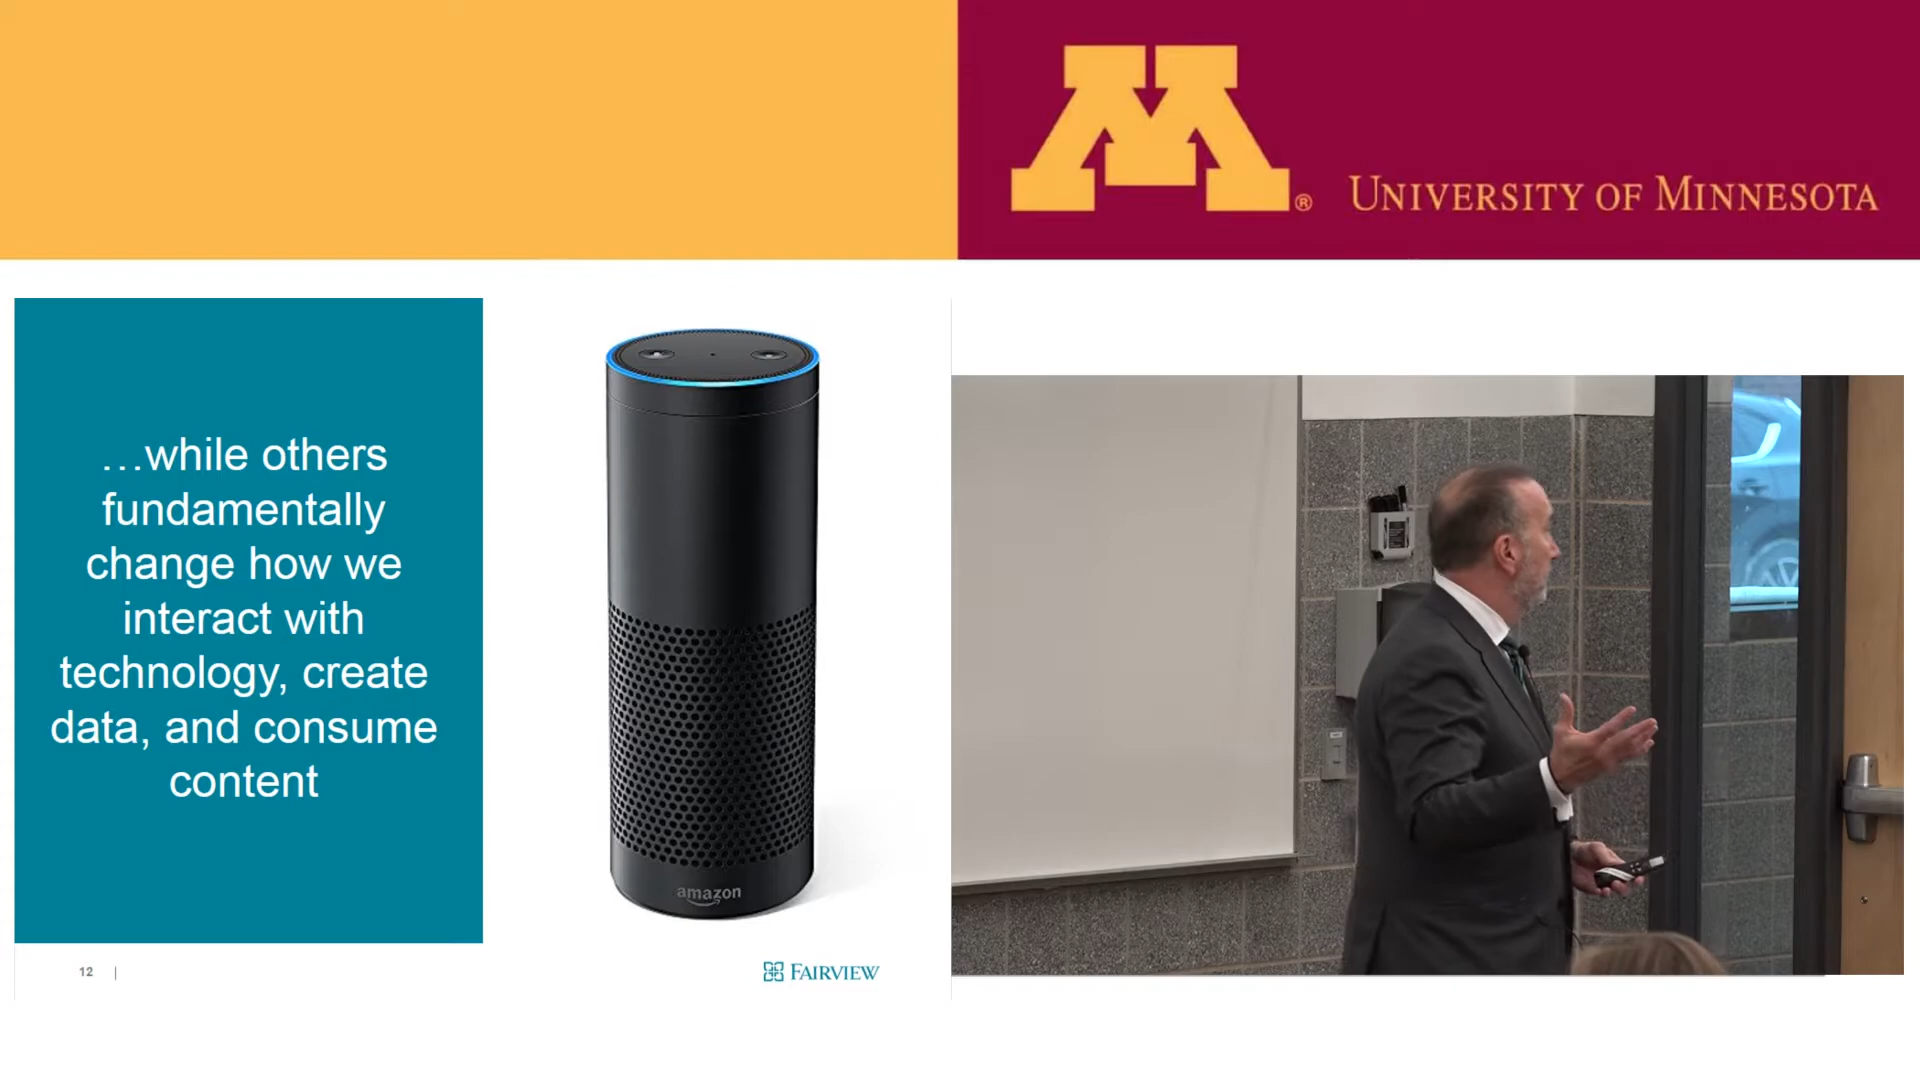 M®
UNIVERSITY OF MINNESOTA
…while others
fundamentally
change how we
interact with
technology, create
data, and consume
content
amazon
12 |
FAIRVIEW